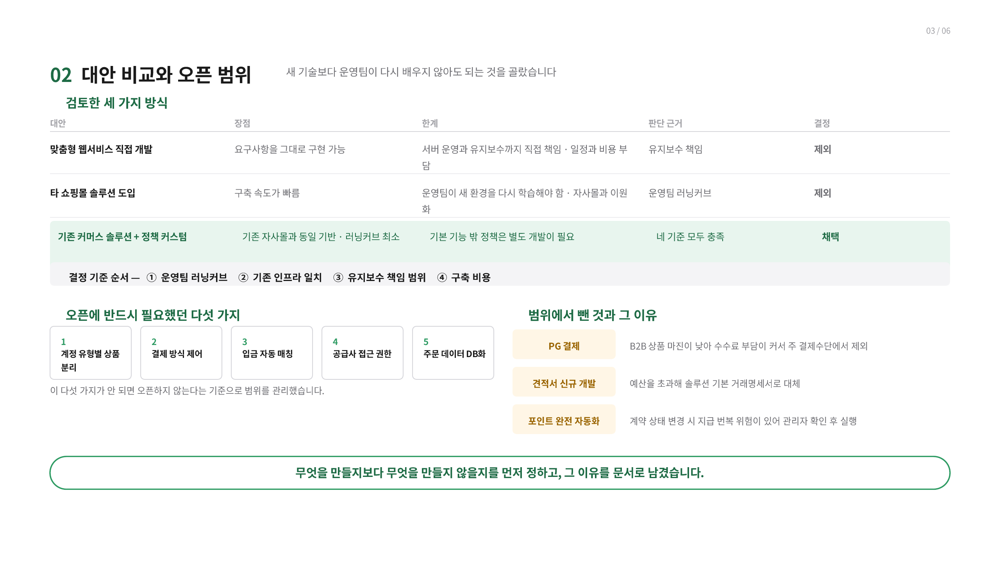 03 / 06
02 대안 비교와 오픈 범위
새 기술보다 운영팀이 다시 배우지 않아도 되는 것을 골랐습니다
검토한 세 가지 방식
대안 장점 한계 판단 근거 결정
맞춤형 웹서비스 직접 개발 요구사항을 그대로 구현 가능 서버 운영과 유지보수까지 직접 책임 · 일정과 비용 부 유지보수 책임 제외
담
타 쇼핑몰 솔루션 도입 구축 속도가 빠름 운영팀이 새 환경을 다시 학습해야 함 · 자사몰과 이원 운영팀 러닝커브 제외
화
기존 커머스 솔루션 + 정책 커스텀 기존 자사몰과 동일 기반 · 러닝커브 최소 기본 기능 밖 정책은 별도 개발이 필요 네 기준 모두 충족 채택
결정 기준 순서 — ① 운영팀 러닝커브 ② 기존 인프라 일치 ③ 유지보수 책임 범위 ④ 구축 비용
오픈에 반드시 필요했던 다섯 가지
1
계정 유형별 상품
분리
2
결제 방식 제어
3
입금 자동 매칭
4
공급사 접근 권한
5
주문 데이터 DB화
이 다섯 가지가 안 되면 오픈하지 않는다는 기준으로 범위를 관리했습니다.
범위에서 뺀 것과 그 이유
PG 결제 B2B 상품 마진이 낮아 수수료 부담이 커서 주 결제수단에서 제외
견적서 신규 개발 예산을 초과해 솔루션 기본 거래명세서로 대체
포인트 완전 자동화 계약 상태 변경 시 지급 번복 위험이 있어 관리자 확인 후 실행
무엇을 만들지보다 무엇을 만들지 않을지를 먼저 정하고, 그 이유를 문서로 남겼습니다.